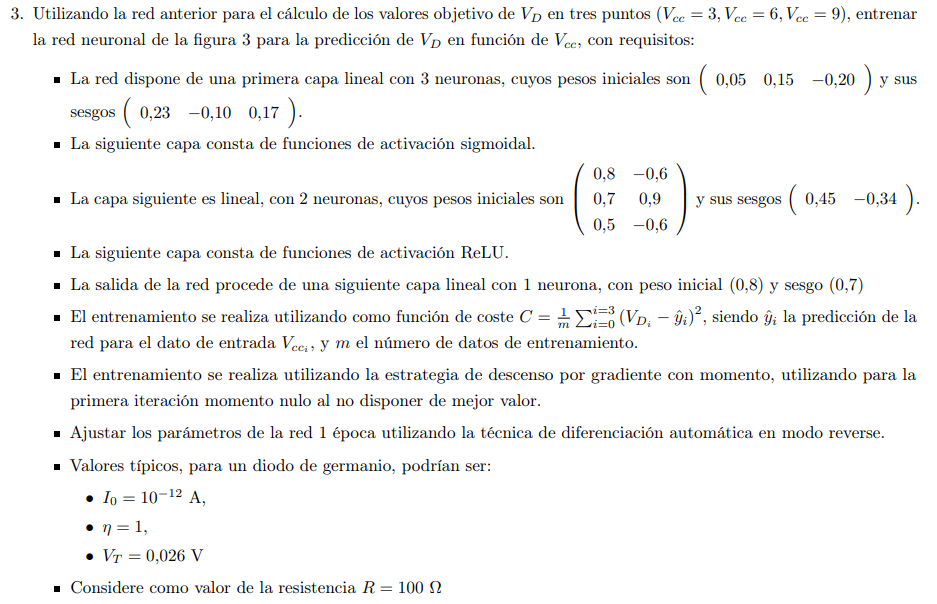 3. Utilizando la red anterior para el cálculo de los valores objetivo de $V_D$ en tres puntos ($V_{cc} = 3, V_{cc} = 6, V_{cc} = 9$), entrenar
la red neuronal de la figura 3 para la predicción de $V_D$ en función de $V_{cc}$, con requisitos:
▪ La red dispone de una primera capa lineal con 3 neuronas, cuyos pesos iniciales son $\begin{pmatrix} 0,05 & 0,15 & -0,20 \end{pmatrix}$ y sus
sesgos $\begin{pmatrix} 0,23 & -0,10 & 0,17 \end{pmatrix}$.
▪ La siguiente capa consta de funciones de activación sigmoidal.
▪ La capa siguiente es lineal, con 2 neuronas, cuyos pesos iniciales son $\begin{pmatrix} 0,8 & -0,6 \\ 0,7 & 0,9 \\ 0,5 & -0,6 \end{pmatrix}$ y sus sesgos $\begin{pmatrix} 0,45 & -0,34 \end{pmatrix}$.
▪ La siguiente capa consta de funciones de activación ReLU.
▪ La salida de la red procede de una siguiente capa lineal con 1 neurona, con peso inicial (0,8) y sesgo (0,7)
▪ El entrenamiento se realiza utilizando como función de coste $C = \frac{1}{m} \sum_{i=0}^{i=3} (V_{D_i} - \hat{y}_i)^2$, siendo $\hat{y}_i$ la predicción de la
red para el dato de entrada $V_{cc_i}$, y $m$ el número de datos de entrenamiento.
▪ El entrenamiento se realiza utilizando la estrategia de descenso por gradiente con momento, utilizando para la
primera iteración momento nulo al no disponer de mejor valor.
▪ Ajustar los parámetros de la red 1 época utilizando la técnica de diferenciación automática en modo reverse.
▪ Valores típicos, para un diodo de germanio, podrían ser:
● $I_0 = 10^{-12}$ A,
● $\eta = 1$,
● $V_T = 0,026$ V
▪ Considere como valor de la resistencia $R = 100$ Ω